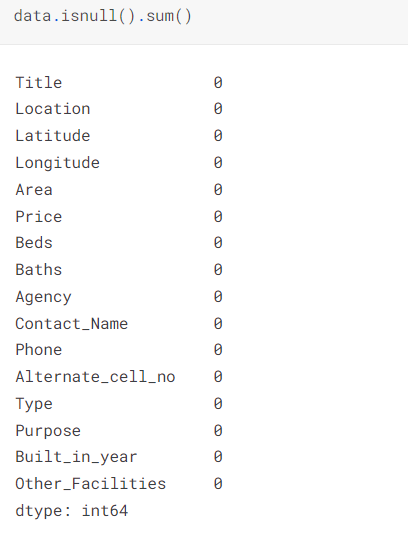 data.isnull().sum()
Title 0
Location 0
Latitude 0
Longitude 0
Area 0
Price 0
Beds 0
Baths 0
Agency 0
Contact_Name 0
Phone 0
Alternate_cell_no 0
Type 0
Purpose 0
Built_in_year 0
Other_Facilities 0
dtype: int64